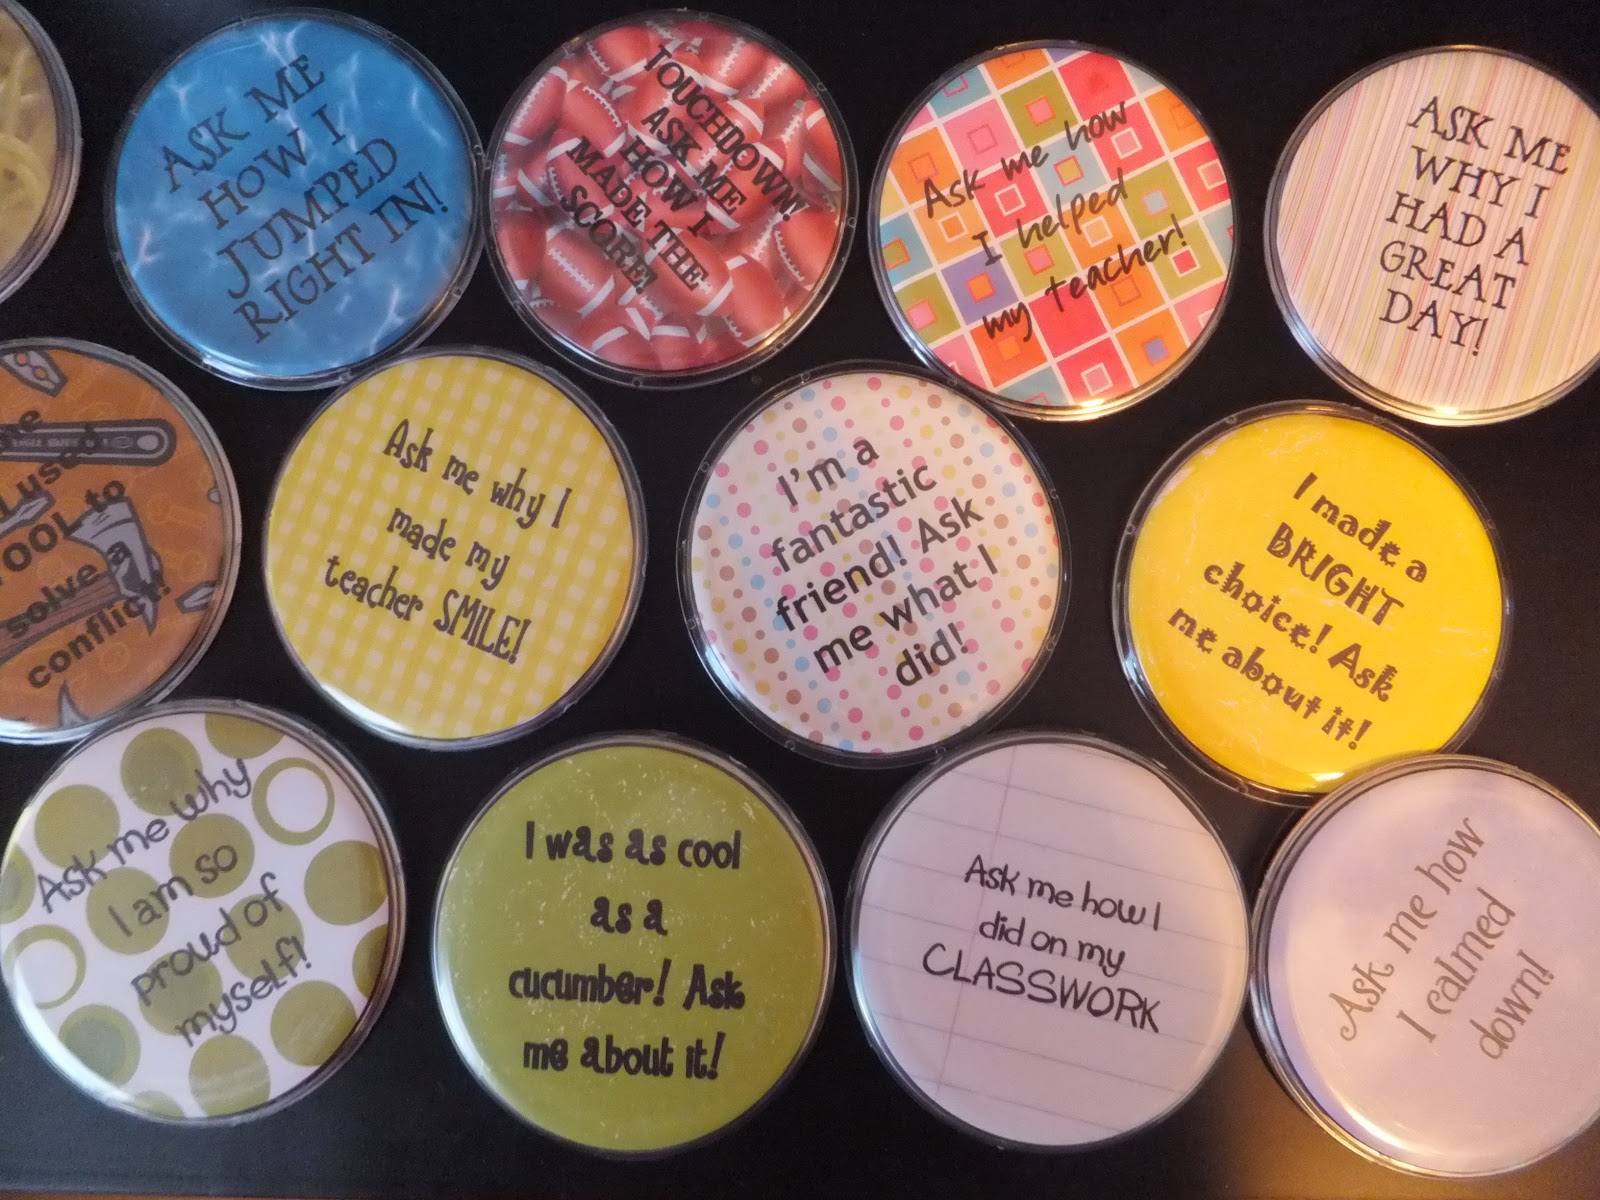 ASK ME
HOW I
JUMPED
RIGHT IN!
TOUCHDOWN!
ASK ME
HOW I
MADE THE
SCORE!
Ask me how
I helped
my teacher!
ASK ME
WHY I
HAD A
GREAT
DAY!
I used
TOOL to
solve a
conflict!
Ask me why I
made my
teacher SMILE!
I'm a
fantastic
friend! Ask
me what I
did!
I made a
BRIGHT
choice! Ask
me about it!
Ask me why
I am so
proud of
myself!
I was as cool
as a
cucumber! Ask
me about it!
Ask me how I
did on my
CLASSWORK
Ask me how
I calmed
down!